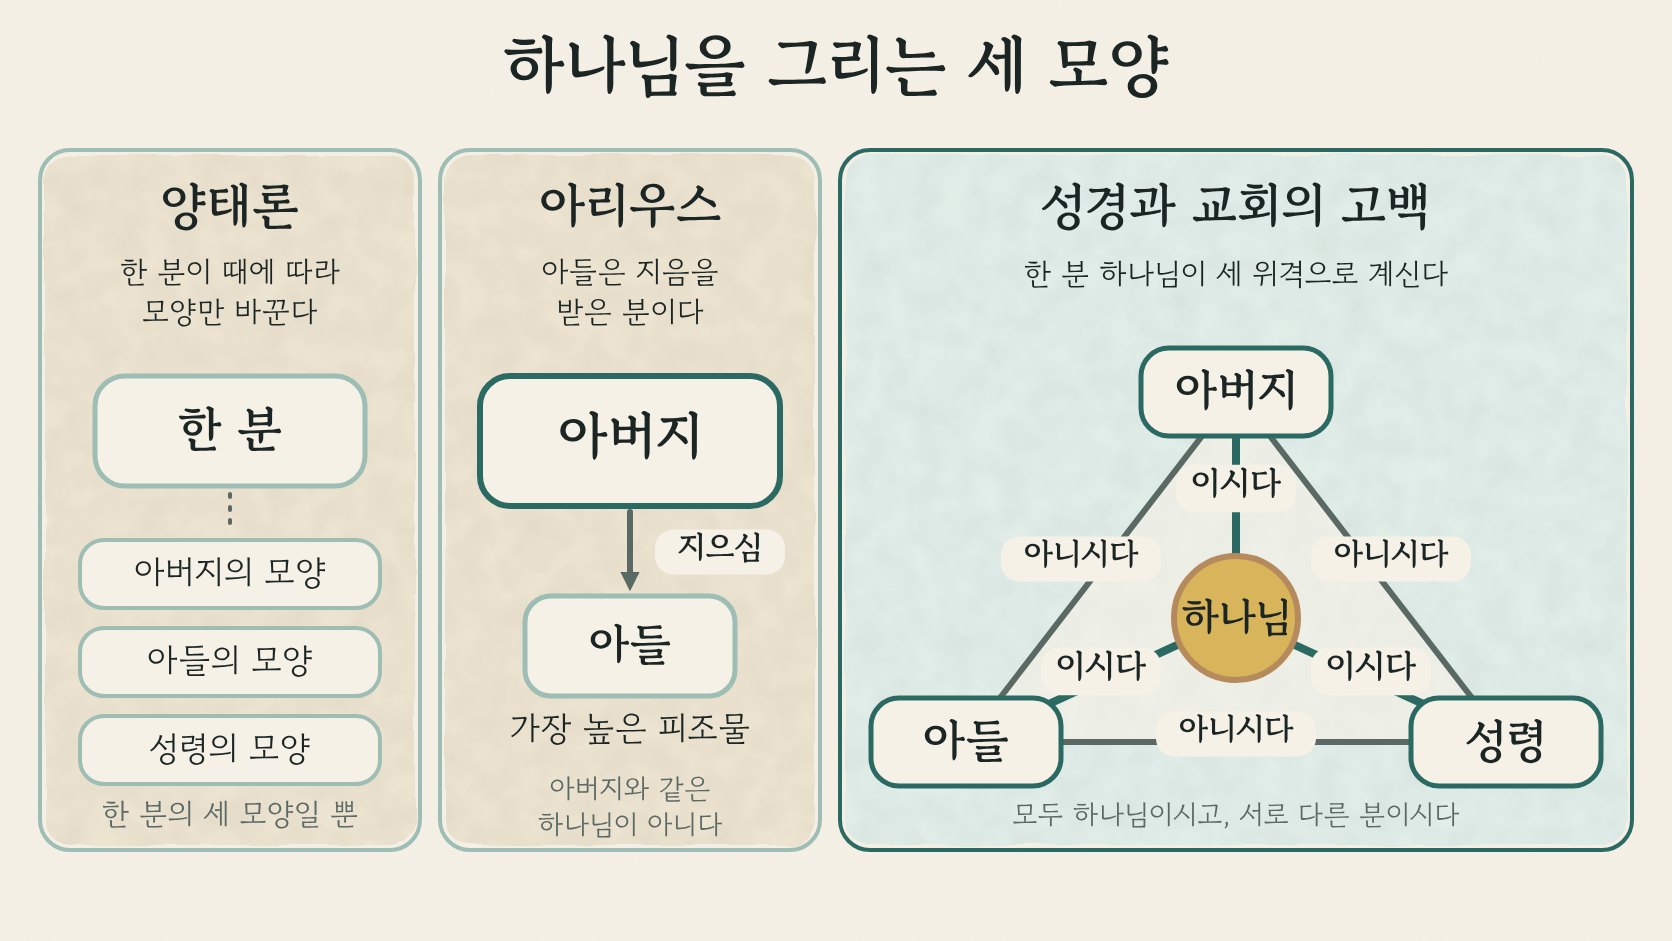 하나님을 그리는 세 모양
양태론
한 분이 때에 따라
모양만 바꾼다
한 분
아버지의 모양
아들의 모양
성령의 모양
한 분의 세 모양일 뿐
아리우스
아들은 지음을
받은 분이다
아버지
지으심
아들
가장 높은 피조물
아버지와 같은
하나님이 아니다
성경과 교회의 고백
한 분 하나님이 세 위격으로 계신다
아버지
이시다
아니시다
아니시다
하나님
이시다
이시다
아들
아니시다
성령
모두 하나님이시고, 서로 다른 분이시다